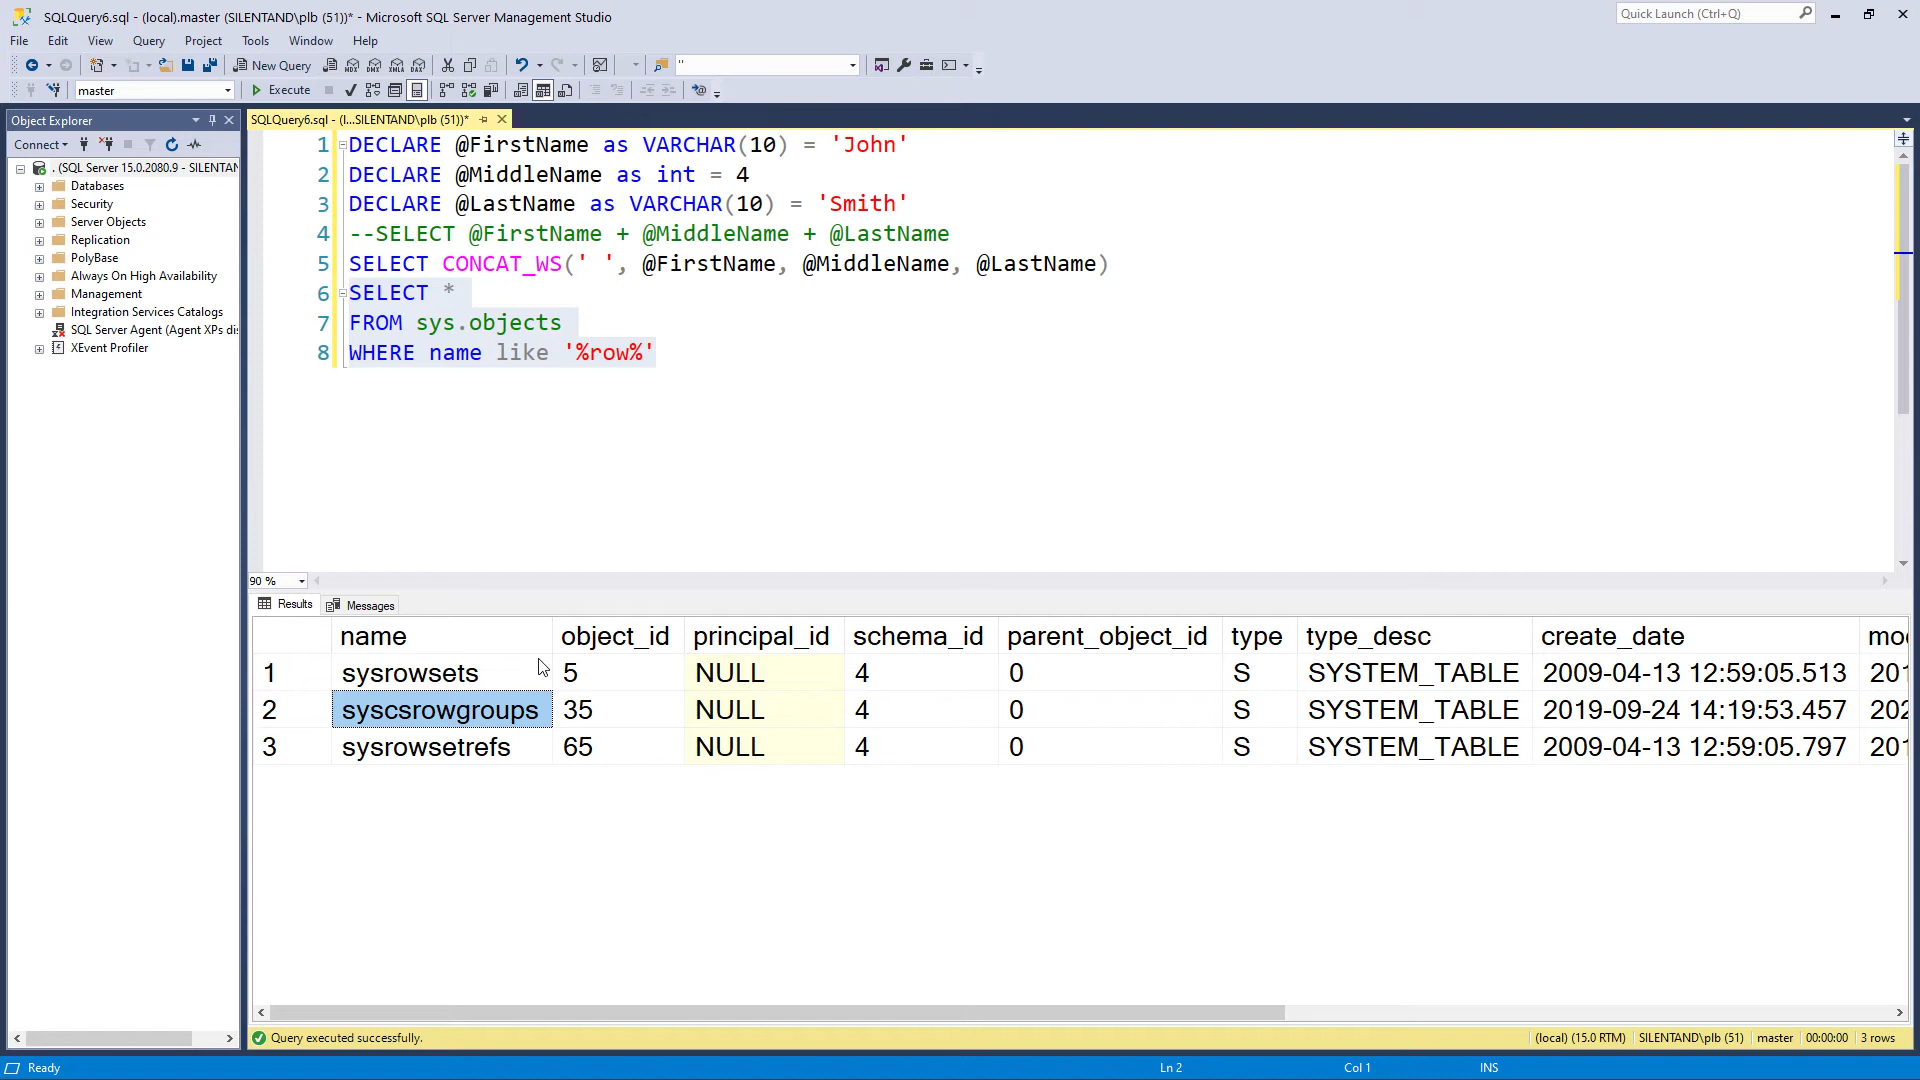 SQLQuery6.sql - (local).master (SILENTAND\plb (51))* - Microsoft SQL Server Management Studio
Quick Launch (Ctrl+Q)
File Edit View Query Project Tools Window Help
New Query MDX DMX XMLA DAX "
master Execute
Object Explorer
SQLQuery6.sql - (l...SILENTAND\plb (51))*
Connect
. (SQL Server 15.0.2080.9 - SILENTAN
Databases
Security
Server Objects
Replication
PolyBase
Always On High Availability
Management
Integration Services Catalogs
SQL Server Agent (Agent XPs dis
XEvent Profiler
1 DECLARE @FirstName as VARCHAR(10) = 'John'
2 DECLARE @MiddleName as int = 4
3 DECLARE @LastName as VARCHAR(10) = 'Smith'
4 --SELECT @FirstName + @MiddleName + @LastName
5 SELECT CONCAT_WS(' ', @FirstName, @MiddleName, @LastName)
6 SELECT *
7 FROM sys.objects
8 WHERE name like '%row%'
90 %
Results Messages
name object_id principal_id schema_id parent_object_id type type_desc create_date mo
1 sysrowsets 5 NULL 4 0 S SYSTEM_TABLE 2009-04-13 12:59:05.513 201
2 syscsrowgroups 35 NULL 4 0 S SYSTEM_TABLE 2019-09-24 14:19:53.457 202
3 sysrowsetrefs 65 NULL 4 0 S SYSTEM_TABLE 2009-04-13 12:59:05.797 201
Query executed successfully. (local) (15.0 RTM) SILENTAND\plb (51) master 00:00:00 3 rows
Ready Ln 2 Col 1 INS